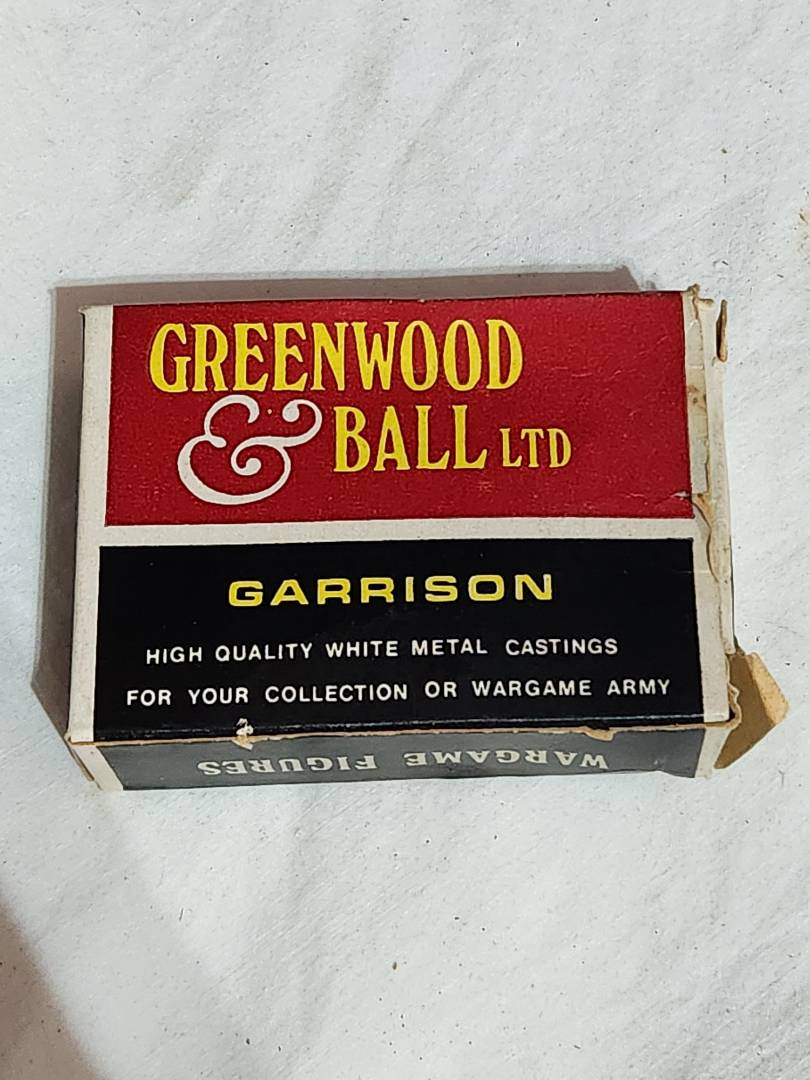 GREENWOOD
& BALL LTD
GARRISON
HIGH QUALITY WHITE METAL CASTINGS
FOR YOUR COLLECTION OR WARGAME ARMY
WARGAME FIGURES